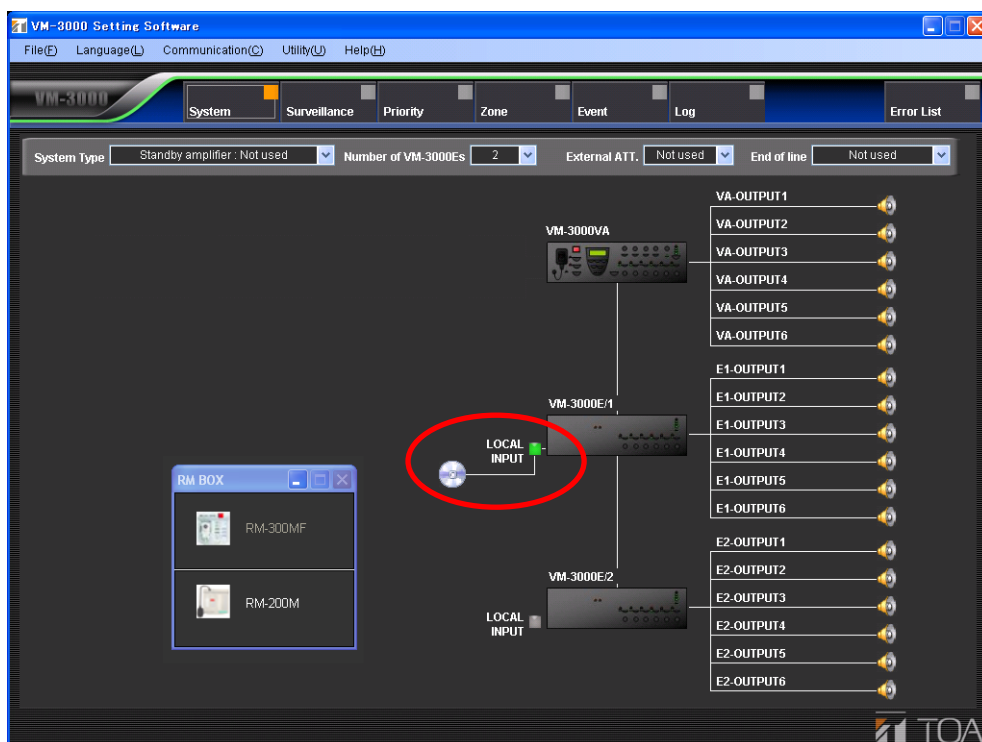 VM-3000 Setting Software
File(F) Language(L) Communication(C) Utility(U) Help(H)
VM-3000
System Surveillance Priority Zone Event Log Error List
System Type Standby amplifier : Not used Number of VM-3000Es 2 External ATT. Not used End of line Not used
VA-OUTPUT1
VA-OUTPUT2
VM-3000VA
VA-OUTPUT3
VA-OUTPUT4
VA-OUTPUT5
VA-OUTPUT6
E1-OUTPUT1
E1-OUTPUT2
VM-3000E/1
E1-OUTPUT3
LOCAL
INPUT
E1-OUTPUT4
E1-OUTPUT5
E1-OUTPUT6
RM BOX
RM-300MF
RM-200M
E2-OUTPUT1
E2-OUTPUT2
VM-3000E/2
E2-OUTPUT3
LOCAL
INPUT
E2-OUTPUT4
E2-OUTPUT5
E2-OUTPUT6
TOA